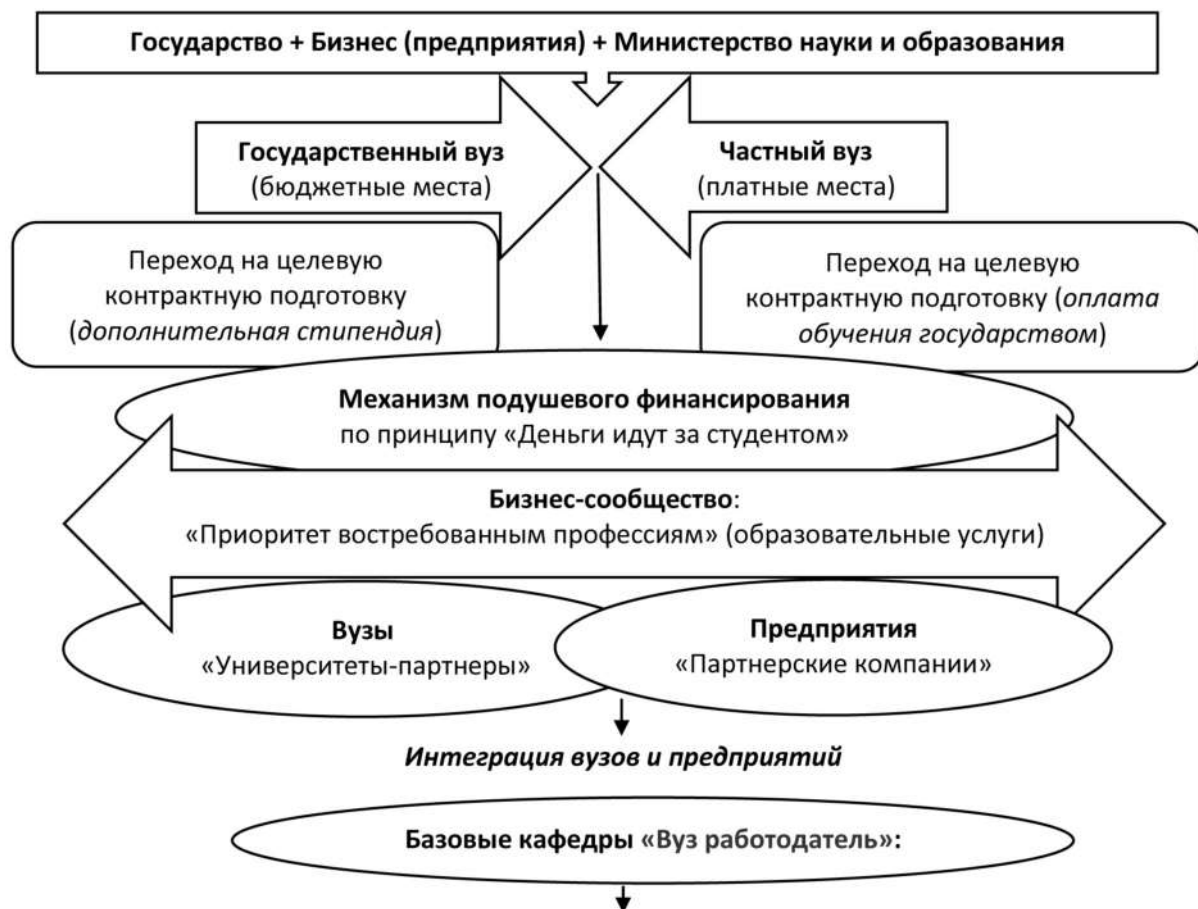 Государство + Бизнес (предприятия) + Министерство науки и образования
Государственный вуз
(бюджетные места)
Частный вуз
(платные места)
Переход на целевую
контрактную подготовку
(дополнительная стипендия)
Переход на целевую
контрактную подготовку (оплата
обучения государством)
Механизм подушевого финансирования
по принципу «Деньги идут за студентом»
Бизнес-сообщество:
«Приоритет востребованным профессиям» (образовательные услуги)
Вузы
«Университеты-партнеры»
Предприятия
«Партнерские компании»
Интеграция вузов и предприятий
Базовые кафедры «Вуз работодатель»: